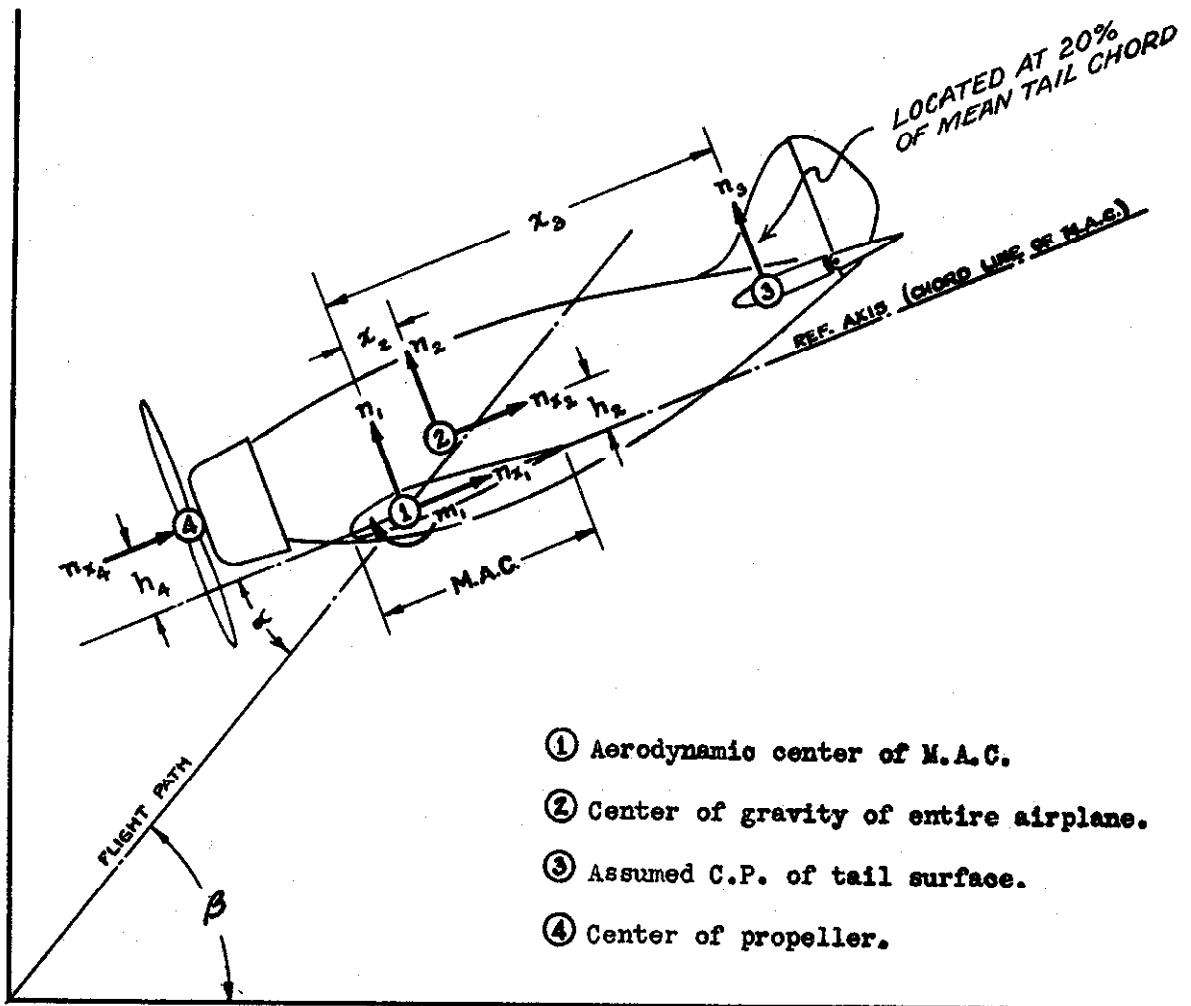 LOCATED AT 20%
OF MEAN TAIL CHORD
n₃
x₃
③
REF. AXIS (CHORD LINE OF M.A.C.)
x₂
n₂
n₁
nx₂
h₂
②
nx₁
①
m₁
④
nx₄
h₄
M.A.C.
α
FLIGHT PATH
β
① Aerodynamic center of M.A.C.
② Center of gravity of entire airplane.
③ Assumed C.P. of tail surface.
④ Center of propeller.